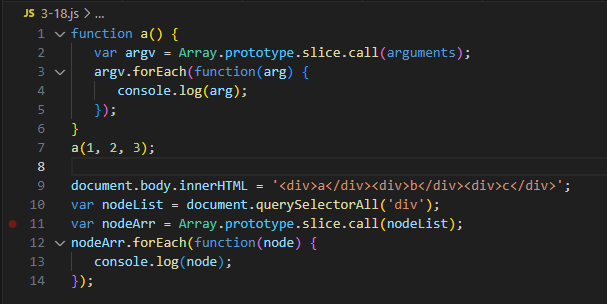 JS 3-18.js > ...
1 function a() {
2     var argv = Array.prototype.slice.call(arguments);
3     argv.forEach(function(arg) {
4         console.log(arg);
5     });
6 }
7 a(1, 2, 3);
8
9 document.body.innerHTML = '<div>a</div><div>b</div><div>c</div>';
10 var nodeList = document.querySelectorAll('div');
11 var nodeArr = Array.prototype.slice.call(nodeList);
12 nodeArr.forEach(function(node) {
13     console.log(node);
14 });